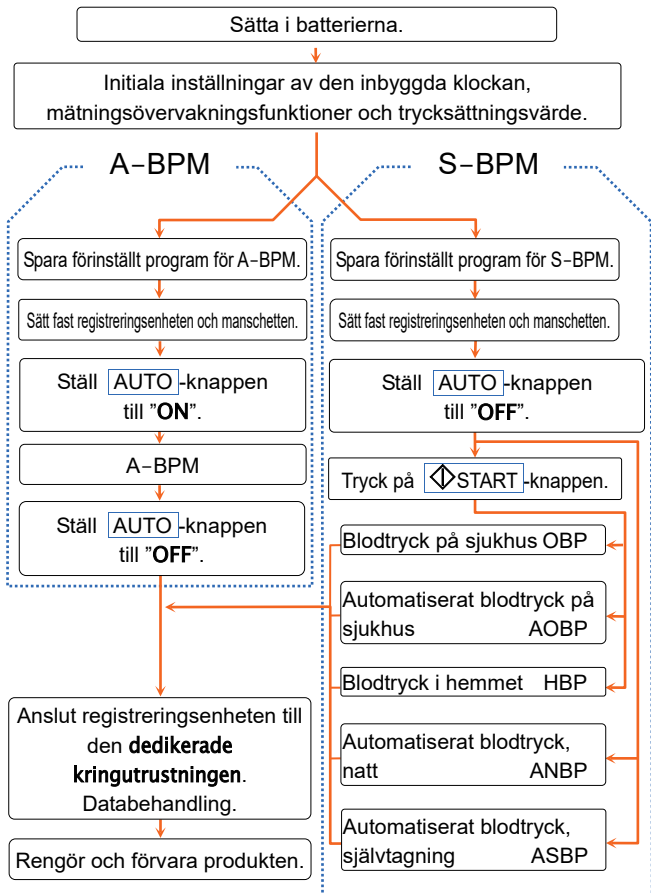 Sätta i batterierna.
Initiala inställningar av den inbyggda klockan,
mätningsövervakningsfunktioner och trycksättningsvärde.
A–BPM
Spara förinställt program för A–BPM.
Sätt fast registreringsenheten och manschetten.
Ställ AUTO -knappen
till ”ON”.
A–BPM
Ställ AUTO -knappen
till ”OFF”.
S–BPM
Spara förinställt program för S–BPM.
Sätt fast registreringsenheten och manschetten.
Ställ AUTO -knappen
till ”OFF”.
Tryck på START -knappen.
Blodtryck på sjukhus OBP
Automatiserat blodtryck på
sjukhus AOBP
Blodtryck i hemmet HBP
Automatiserat blodtryck,
natt ANBP
Automatiserat blodtryck,
självtagning ASBP
Anslut registreringsenheten till
den dedikerade
kringutrustningen.
Databehandling.
Rengör och förvara produkten.